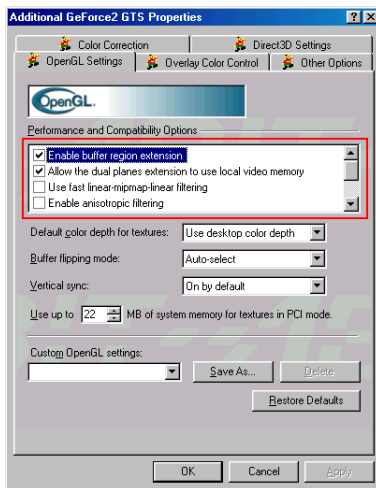 Additional GeForce2 GTS Properties
Color Correction
Direct3D Settings
OpenGL Settings
Overlay Color Control
Other Options
OpenGL.
Performance and Compatibility Options
Enable buffer region extension
Allow the dual planes extension to use local video memory
Use fast linear-mipmap-linear filtering
Enable anisotropic filtering
Default color depth for textures: Use desktop color depth
Buffer flipping mode: Auto-select
Vertical sync: On by default
Use up to 22 MB of system memory for textures in PCI mode.
Custom OpenGL settings:
Save As... Delete
Restore Defaults
OK Cancel Apply